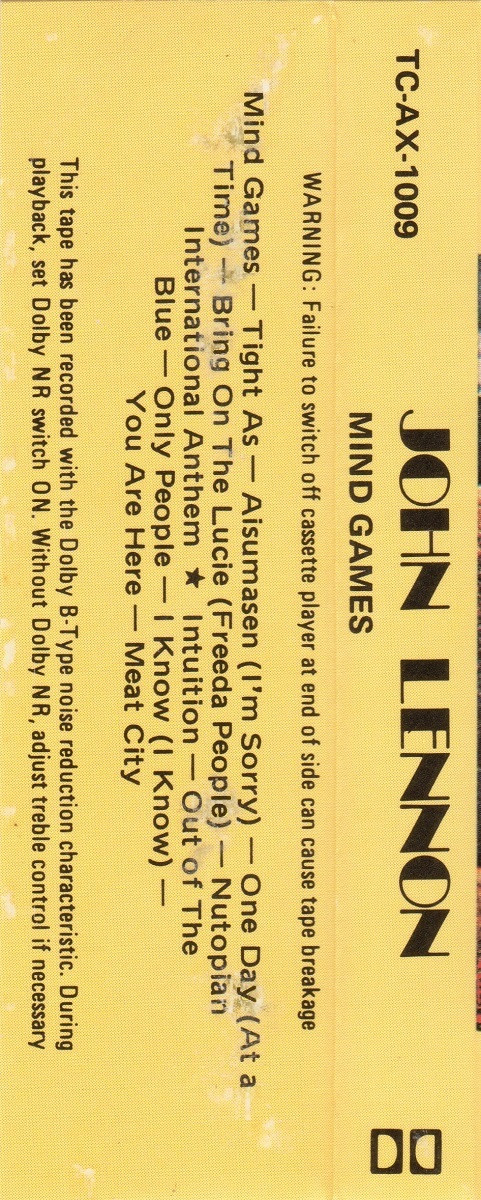 TC-AX-1009
JOHN LENNON
MIND GAMES
WARNING: Failure to switch off cassette player at end of side can cause tape breakage
Mind Games — Tight As — Aisumasen (I'm Sorry) — One Day (At a
Time) — Bring On The Lucie (Freeda People) — Nutopian
International Anthem ★ Intuition — Out of The
Blue — Only People — I Know (I Know) —
You Are Here — Meat City
This tape has been recorded with the Dolby B-Type noise reduction characteristic. During
playback, set Dolby NR switch ON. Without Dolby NR, adjust treble control if necessary